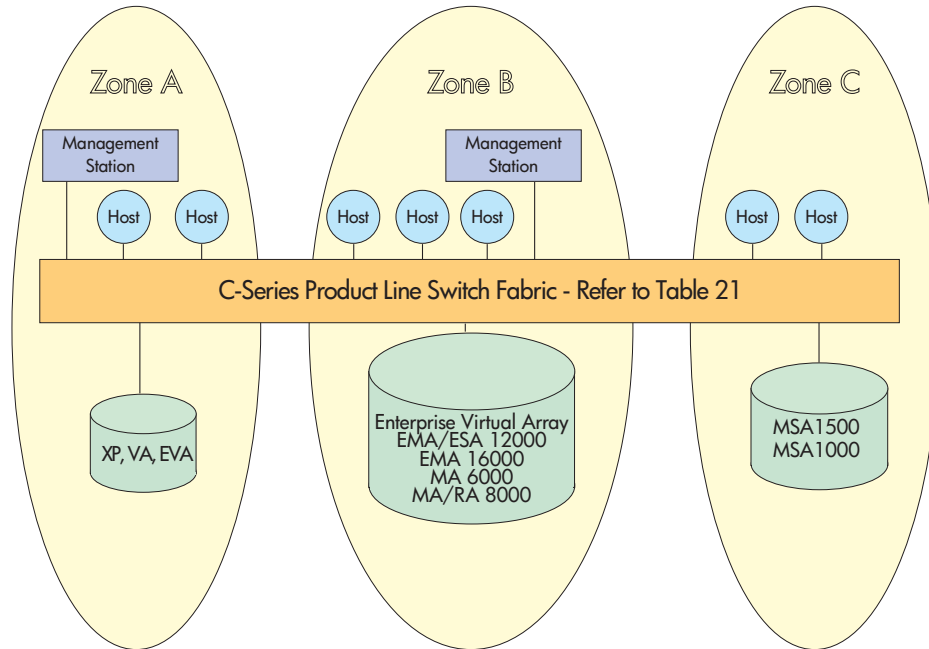 Zone A
Zone B
Zone C
Management
Station
Management
Station
Host
Host
Host
Host
Host
Host
Host
C-Series Product Line Switch Fabric - Refer to Table 21
XP, VA, EVA
Enterprise Virtual Array
EMA/ESA 12000
EMA 16000
MA 6000
MA/RA 8000
MSA1500
MSA1000